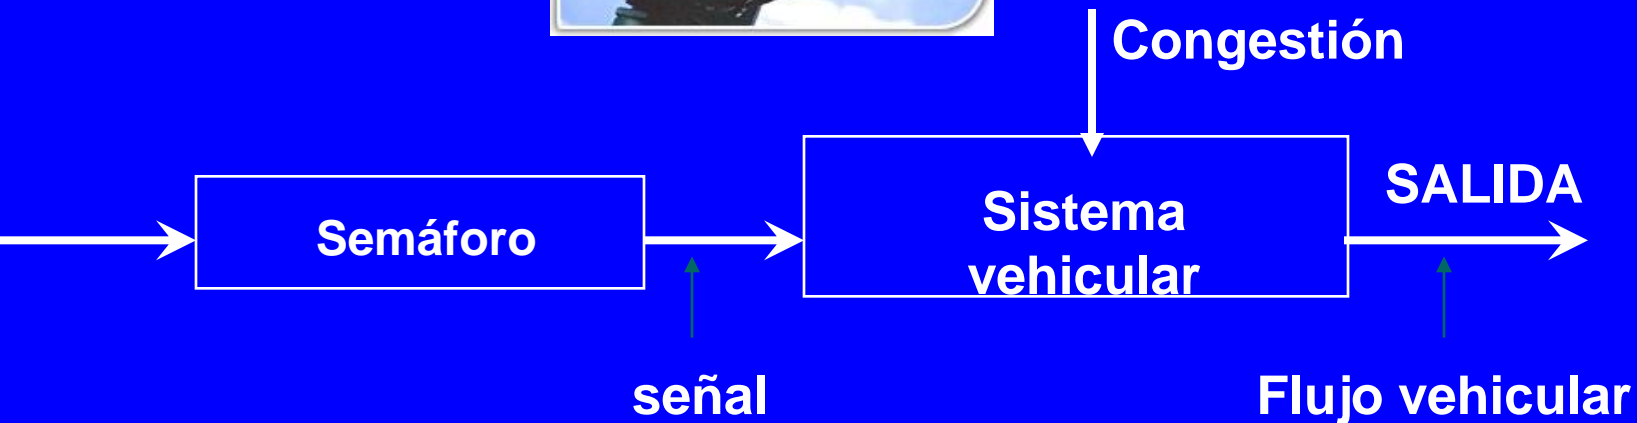 Congestión
SALIDA
Semáforo
Sistema
vehicular
señal
Flujo vehicular